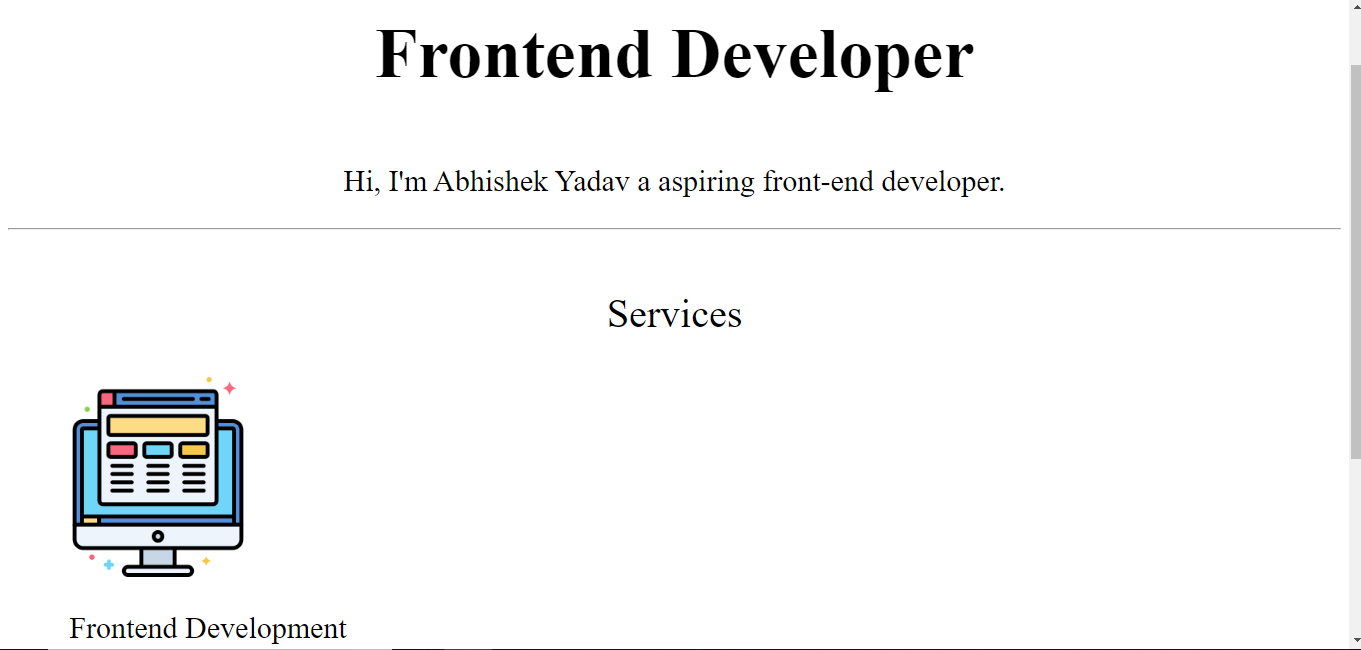 Frontend Developer
Hi, I'm Abhishek Yadav a aspiring front-end developer.
Services
Frontend Development